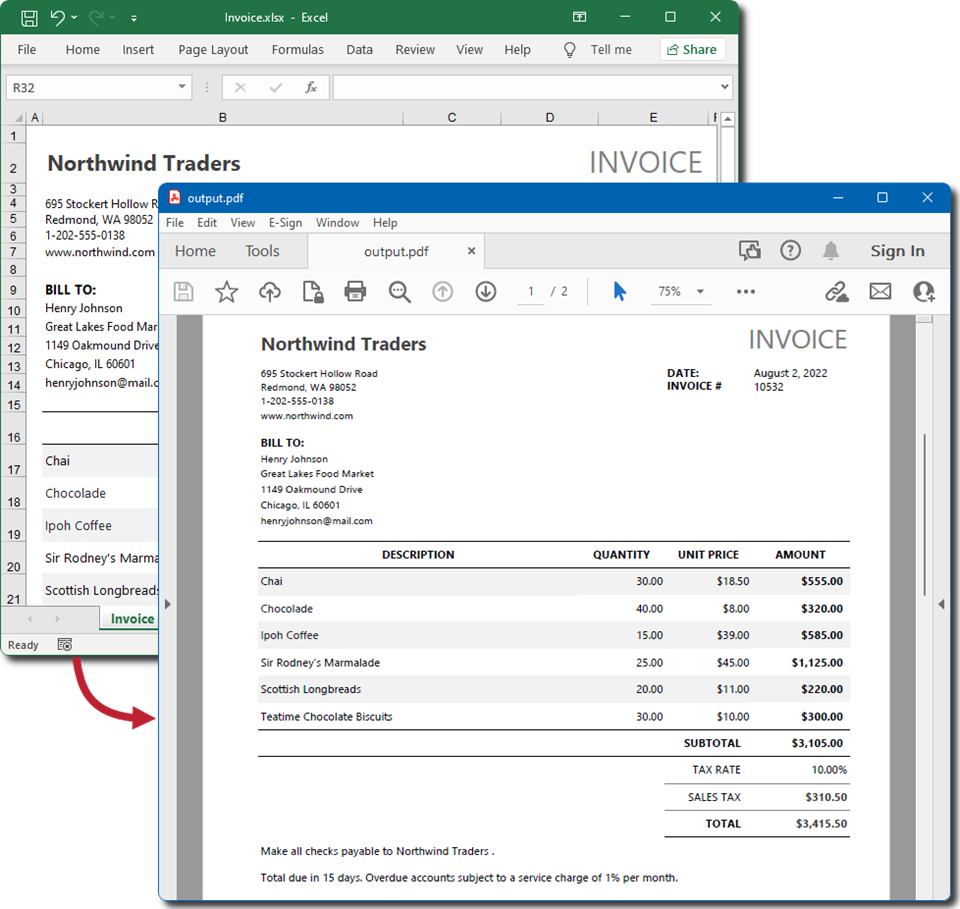 Invoice.xlsx - Excel
File Home Insert Page Layout Formulas Data Review View Help Tell me Share
R32 fx
A B C D E F
1
2 Northwind Traders INVOICE
3
4 695 Stockert Hollow R
5 Redmond, WA 98052
6 1-202-555-0138
7 www.northwind.com
8
9 BILL TO:
10 Henry Johnson
11 Great Lakes Food Mar
12 1149 Oakmound Drive
13 Chicago, IL 60601
14 henryjohnson@mail.c
15
16
17 Chai
18 Chocolade
19 Ipoh Coffee
20 Sir Rodney's Marma
21 Scottish Longbreads
Invoice
Ready
output.pdf
File Edit View E-Sign Window Help
Home Tools output.pdf × ? Sign In
1 / 2 75%
Northwind Traders INVOICE
695 Stockert Hollow Road DATE: August 2, 2022
Redmond, WA 98052 INVOICE # 10532
1-202-555-0138
www.northwind.com
BILL TO:
Henry Johnson
Great Lakes Food Market
1149 Oakmound Drive
Chicago, IL 60601
henryjohnson@mail.com
DESCRIPTION QUANTITY UNIT PRICE AMOUNT
Chai 30.00 $18.50 $555.00
Chocolade 40.00 $8.00 $320.00
Ipoh Coffee 15.00 $39.00 $585.00
Sir Rodney's Marmalade 25.00 $45.00 $1,125.00
Scottish Longbreads 20.00 $11.00 $220.00
Teatime Chocolate Biscuits 30.00 $10.00 $300.00
SUBTOTAL $3,105.00
TAX RATE 10.00%
SALES TAX $310.50
TOTAL $3,415.50
Make all checks payable to Northwind Traders .
Total due in 15 days. Overdue accounts subject to a service charge of 1% per month.